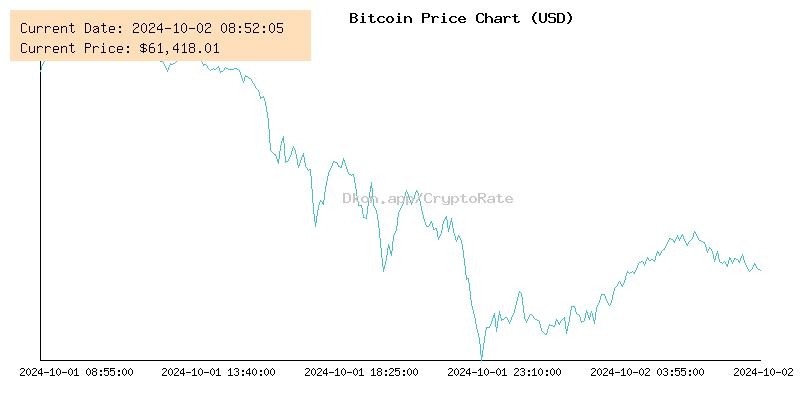 Bitcoin Price Chart (USD)
Current Date: 2024-10-02 08:52:05
Current Price: $61,418.01
Dkon.app/CryptoRate
2024-10-01 08:55:00 2024-10-01 13:40:00 2024-10-01 18:25:00 2024-10-01 23:10:00 2024-10-02 03:55:00 2024-10-02